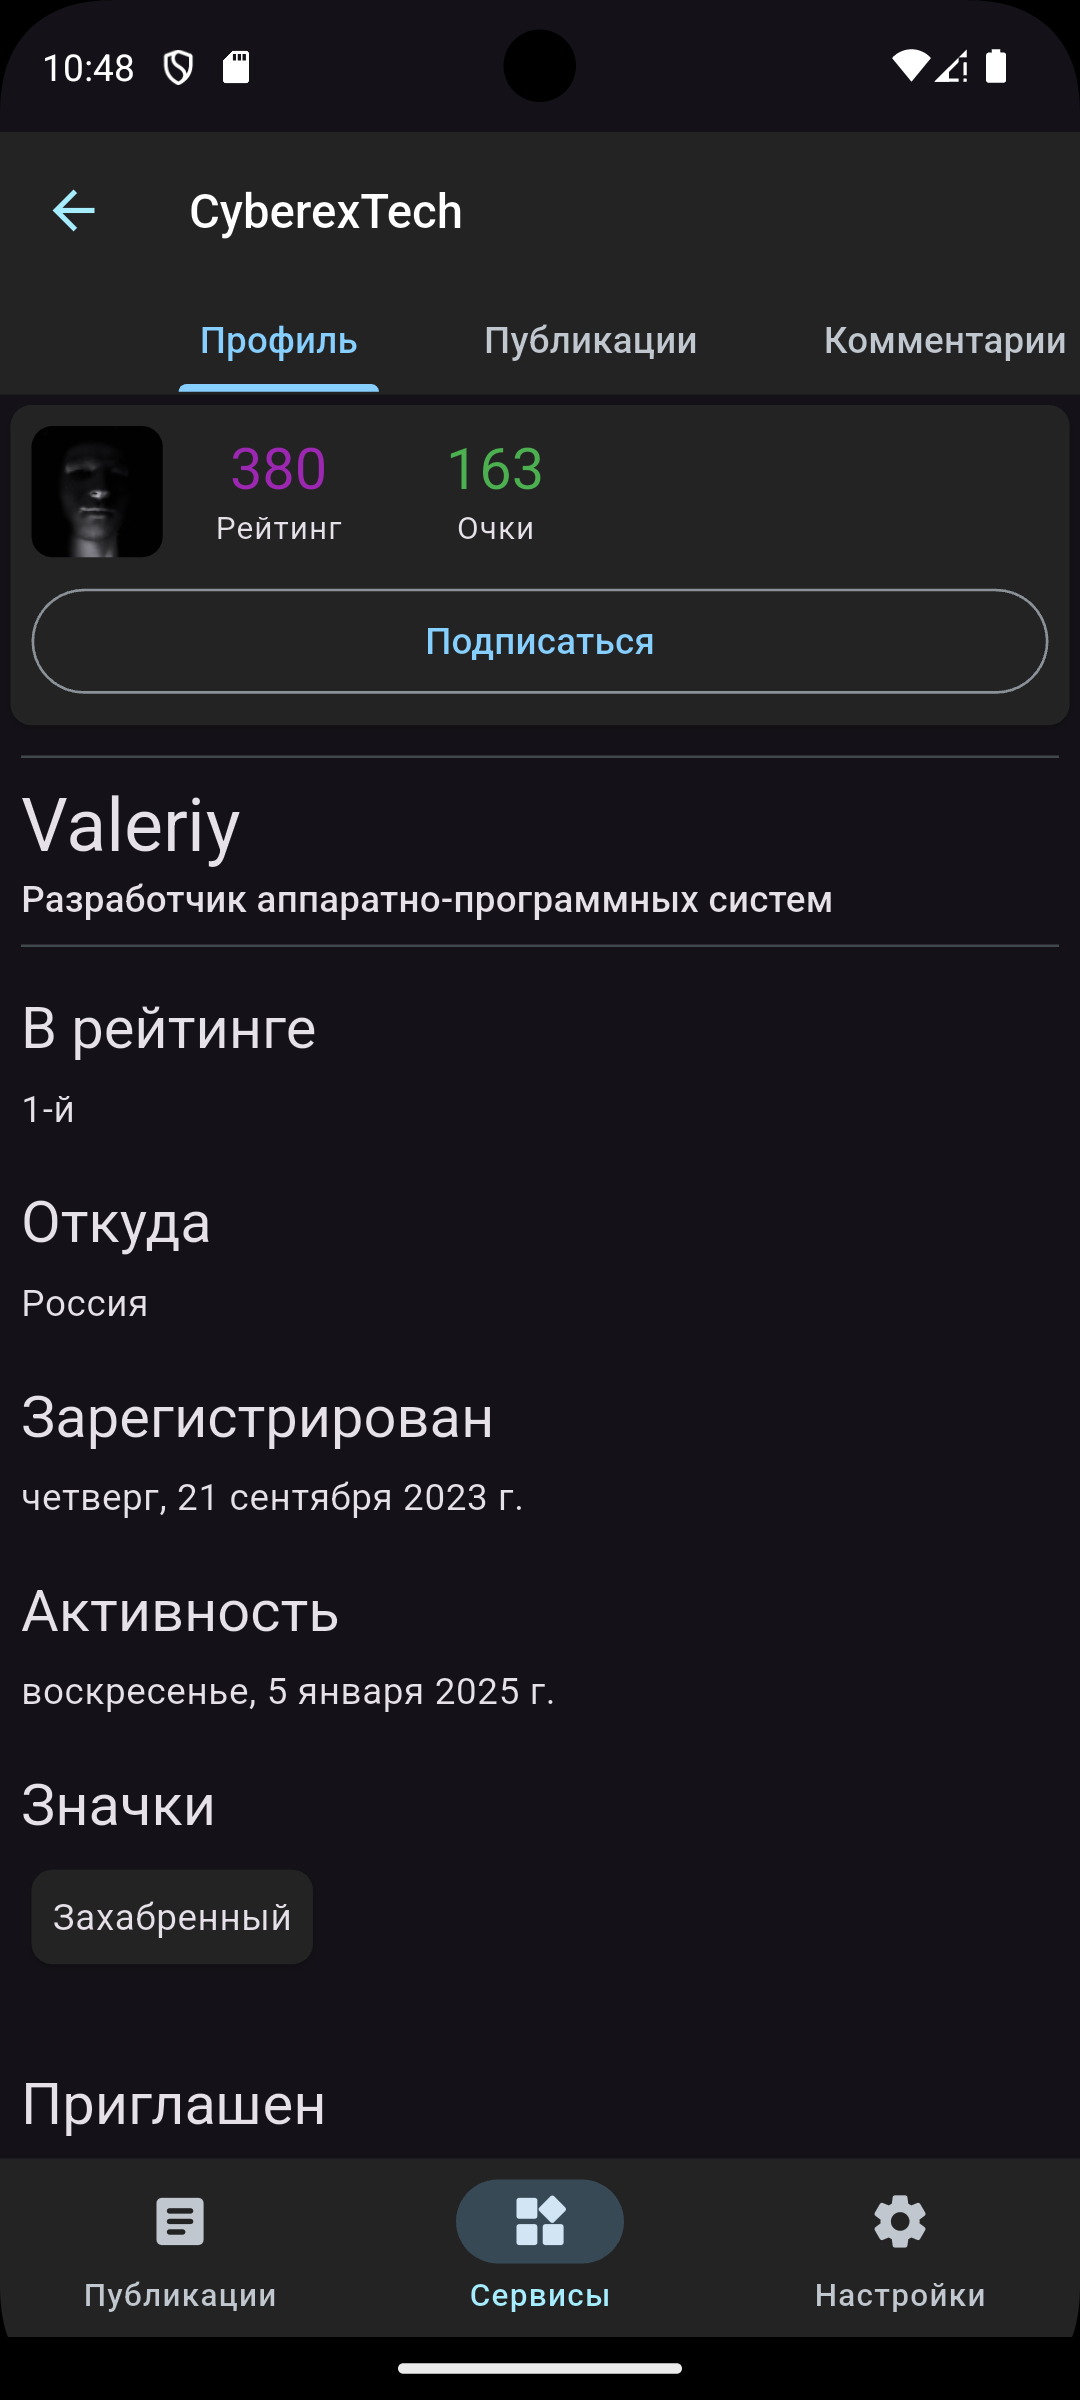 10:48
CyberexTech
Профиль Публикации Комментарии
380 163
Рейтинг Очки
Подписаться
Valeriy
Разработчик аппаратно-программных систем
В рейтинге
1-й
Откуда
Россия
Зарегистрирован
четверг, 21 сентября 2023 г.
Активность
воскресенье, 5 января 2025 г.
Значки
Захабренный
Приглашен
Публикации Сервисы Настройки